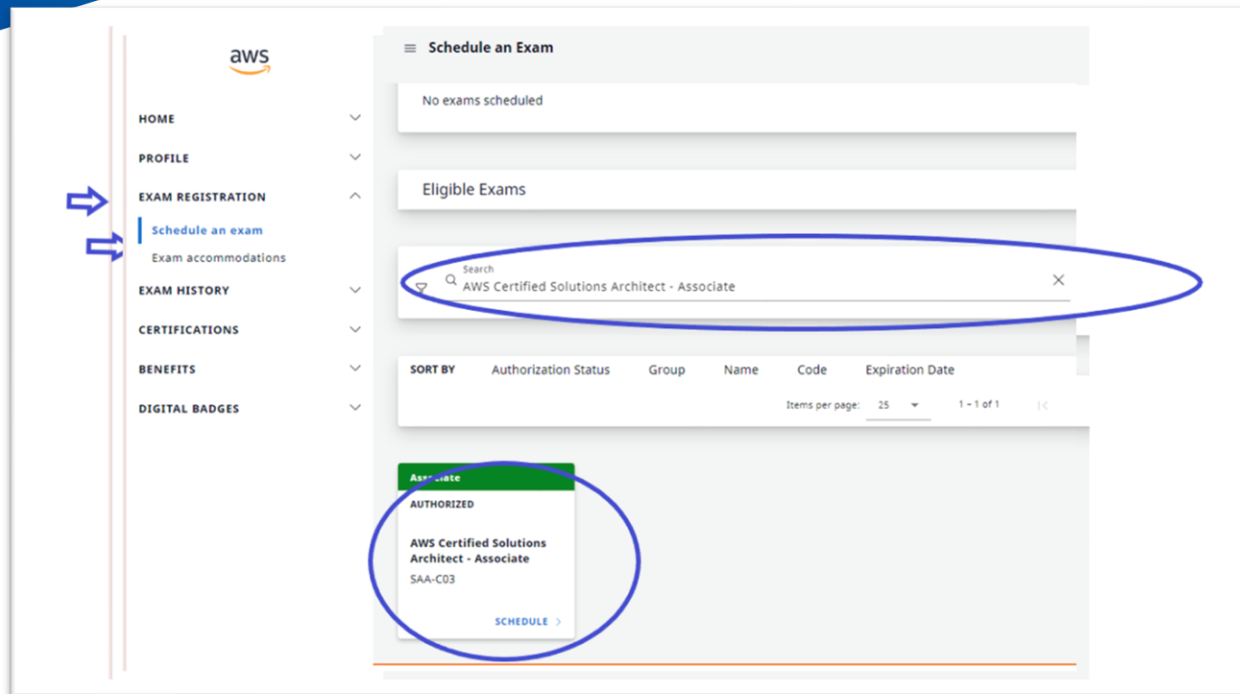 aws
HOME
PROFILE
EXAM REGISTRATION
Schedule an exam
Exam accommodations
EXAM HISTORY
CERTIFICATIONS
BENEFITS
DIGITAL BADGES
Schedule an Exam
No exams scheduled
Eligible Exams
Search
AWS Certified Solutions Architect - Associate
SORT BY Authorization Status Group Name Code Expiration Date
Items per page: 25 1 – 1 of 1
Associate
AUTHORIZED
AWS Certified Solutions
Architect - Associate
SAA-C03
SCHEDULE